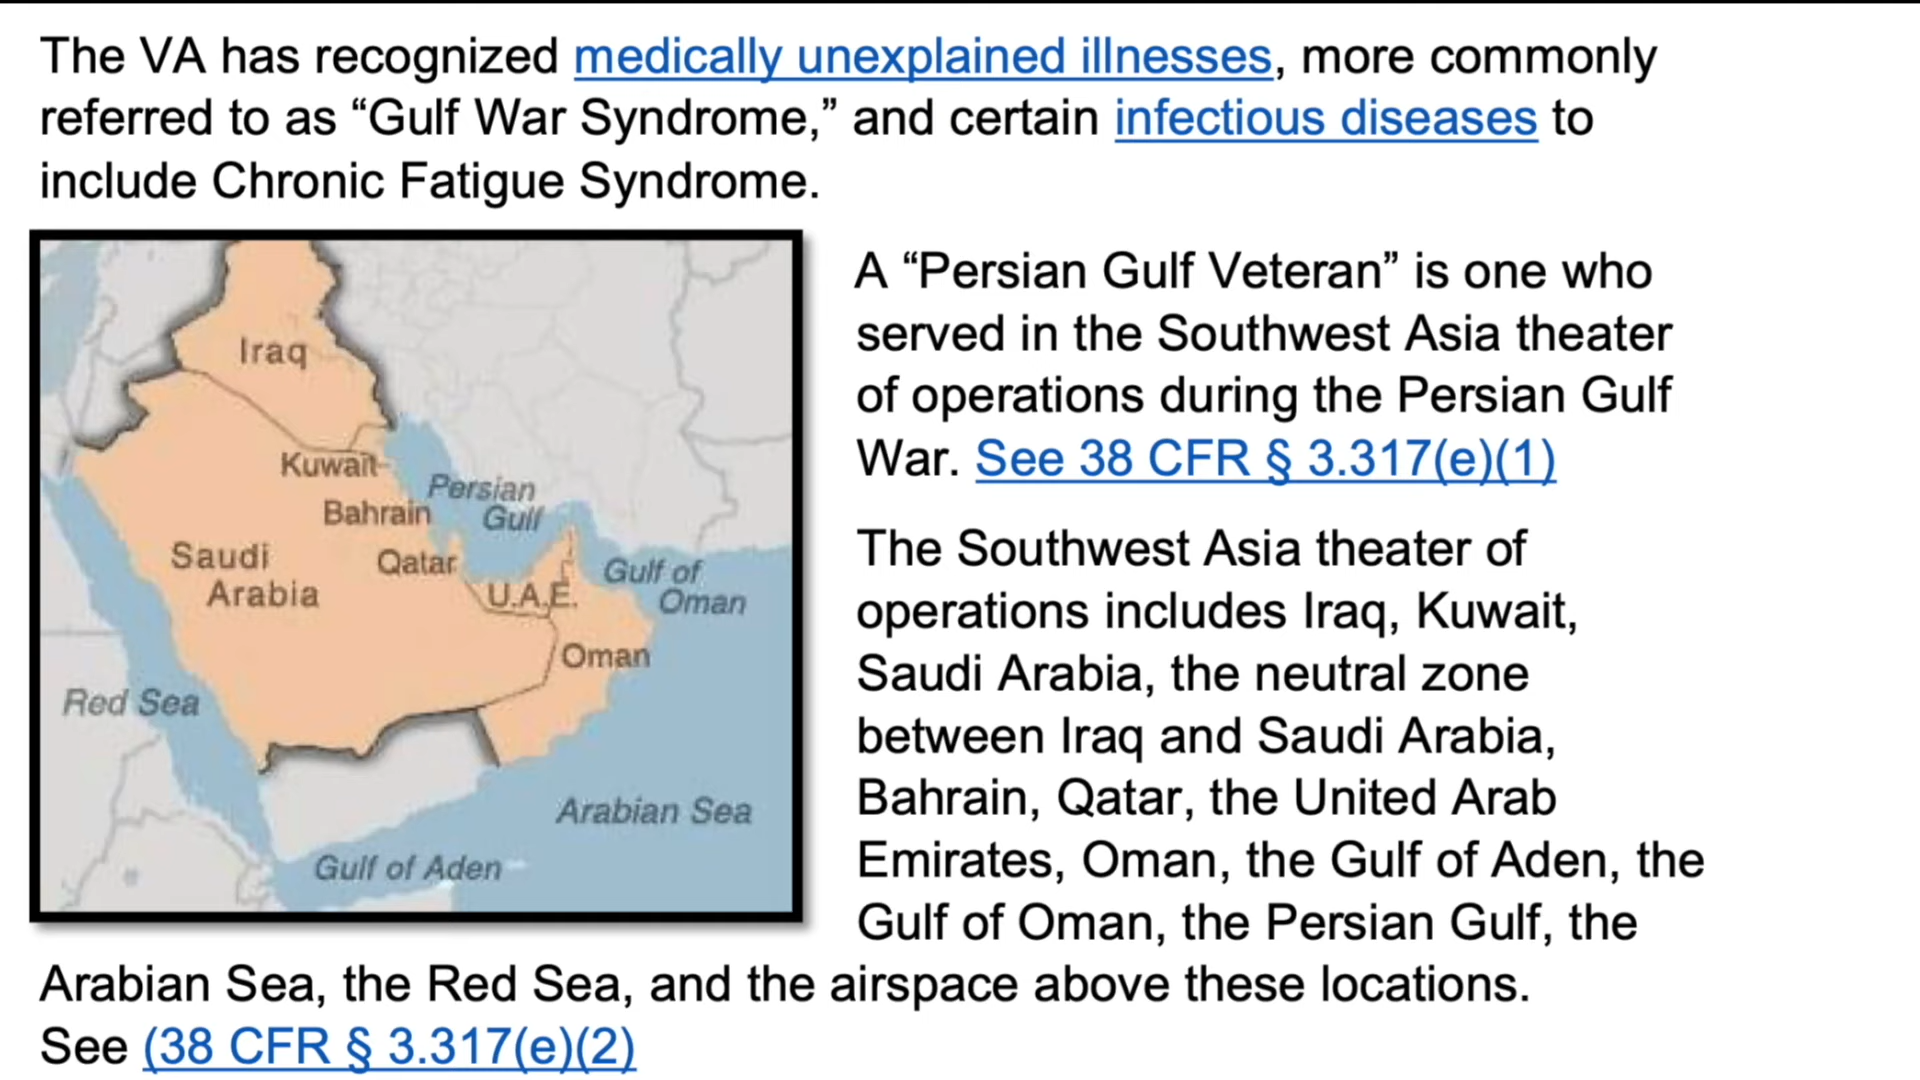 The VA has recognized medically unexplained illnesses, more commonly
referred to as “Gulf War Syndrome,” and certain infectious diseases to
include Chronic Fatigue Syndrome.
Iraq
Kuwait
Bahrain
Persian
Gulf
Saudi
Arabia
Qatar
U.A.E.
Gulf of
Oman
Oman
Red Sea
Arabian Sea
Gulf of Aden
A “Persian Gulf Veteran” is one who
served in the Southwest Asia theater
of operations during the Persian Gulf
War. See 38 CFR § 3.317(e)(1)
The Southwest Asia theater of
operations includes Iraq, Kuwait,
Saudi Arabia, the neutral zone
between Iraq and Saudi Arabia,
Bahrain, Qatar, the United Arab
Emirates, Oman, the Gulf of Aden, the
Gulf of Oman, the Persian Gulf, the
Arabian Sea, the Red Sea, and the airspace above these locations.
See (38 CFR § 3.317(e)(2)